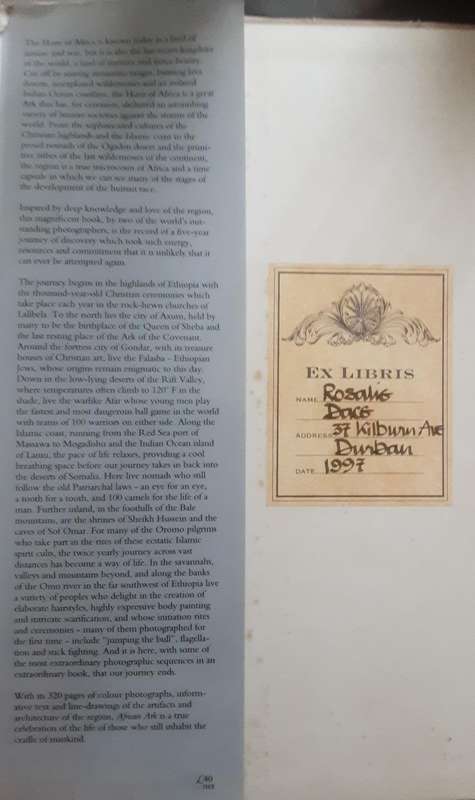 The Horn of Africa is known today as a land of
famine and war, but it is also the last secret kingdom
of the world, a land of mystery and epic beauty.
Cut off by soaring mountain ranges, burning lava
deserts, unexplored wildernesses and an isolated
Indian Ocean coastline, the Horn of Africa is a great
Ark that has, for centuries, sheltered an astonishing
variety of human societies against the storms of the
world. From the sophisticated cultures of the
Christian highlands and the Islamic coast to the
proud nomads of the Ogaden desert and the primi-
tive tribes of the last wildernesses of the continent,
the region is a true microcosm of Africa and a time
capsule in which we can see many of the stages of
the development of the human race.
Inspired by deep knowledge and love of the region,
this magnificent book, by two of the world's out-
standing photographers, is the record of a five-year
journey of discovery which took such energy,
resources and commitment that it is unlikely that it
can ever be attempted again.
The journey begins in the highlands of Ethiopia with
the thousand-year-old Christian ceremonies which
take place each year in the rock-hewn churches of
Lalibela. To the north lies the city of Axum, held by
many to be the birthplace of the Queen of Sheba and
the last resting place of the Ark of the Covenant.
Around the fortress city of Gondar, with its treasure
houses of Christian art, live the Falasha – Ethiopian
Jews, whose origins remain enigmatic to this day.
Down in the low-lying deserts of the Rift Valley,
where temperatures often climb to 120° F in the
shade, live the warlike Afar whose young men play
the fastest and most dangerous ball game in the world
with teams of 100 warriors on either side. Along the
Islamic coast, running from the Red Sea port of
Massawa to Mogadishu and the Indian Ocean island
of Lamu, the pace of life relaxes, providing a cool
breathing space before our journey takes us back into
the deserts of Somalia. Here live nomads who still
follow the old Patriarchal laws – an eye for an eye,
a tooth for a tooth, and 100 camels for the life of a
man. Further inland, in the foothills of the Bale
mountains, are the shrines of Sheikh Hussein and the
caves of Sof Omar. For many of the Oromo pilgrims
who take part in the rites of these ecstatic Islamic
spirit cults, the twice yearly journey across vast
distances has become a way of life. In the savannahs,
valleys and mountains beyond, and along the banks
of the Omo river in the far southwest of Ethiopia live
a variety of peoples who delight in the creation of
elaborate hairstyles, highly expressive body painting
and intricate scarification, and whose initiation rites
and ceremonies – many of them photographed for
the first time – include "jumping the bull", flagella-
tion and stick fighting. And it is here, with some of
the most extraordinary photographic sequences in an
extraordinary book, that our journey ends.
With its 320 pages of colour photographs, inform-
ative text and line-drawings of the artifacts and
architecture of the region, African Ark is a true
celebration of the life of those who still inhabit the
cradle of mankind.
£40
net
EX LIBRIS
NAME Rozalie
Dace
ADDRESS 37 Kilburn Ave
Durban
DATE 1997